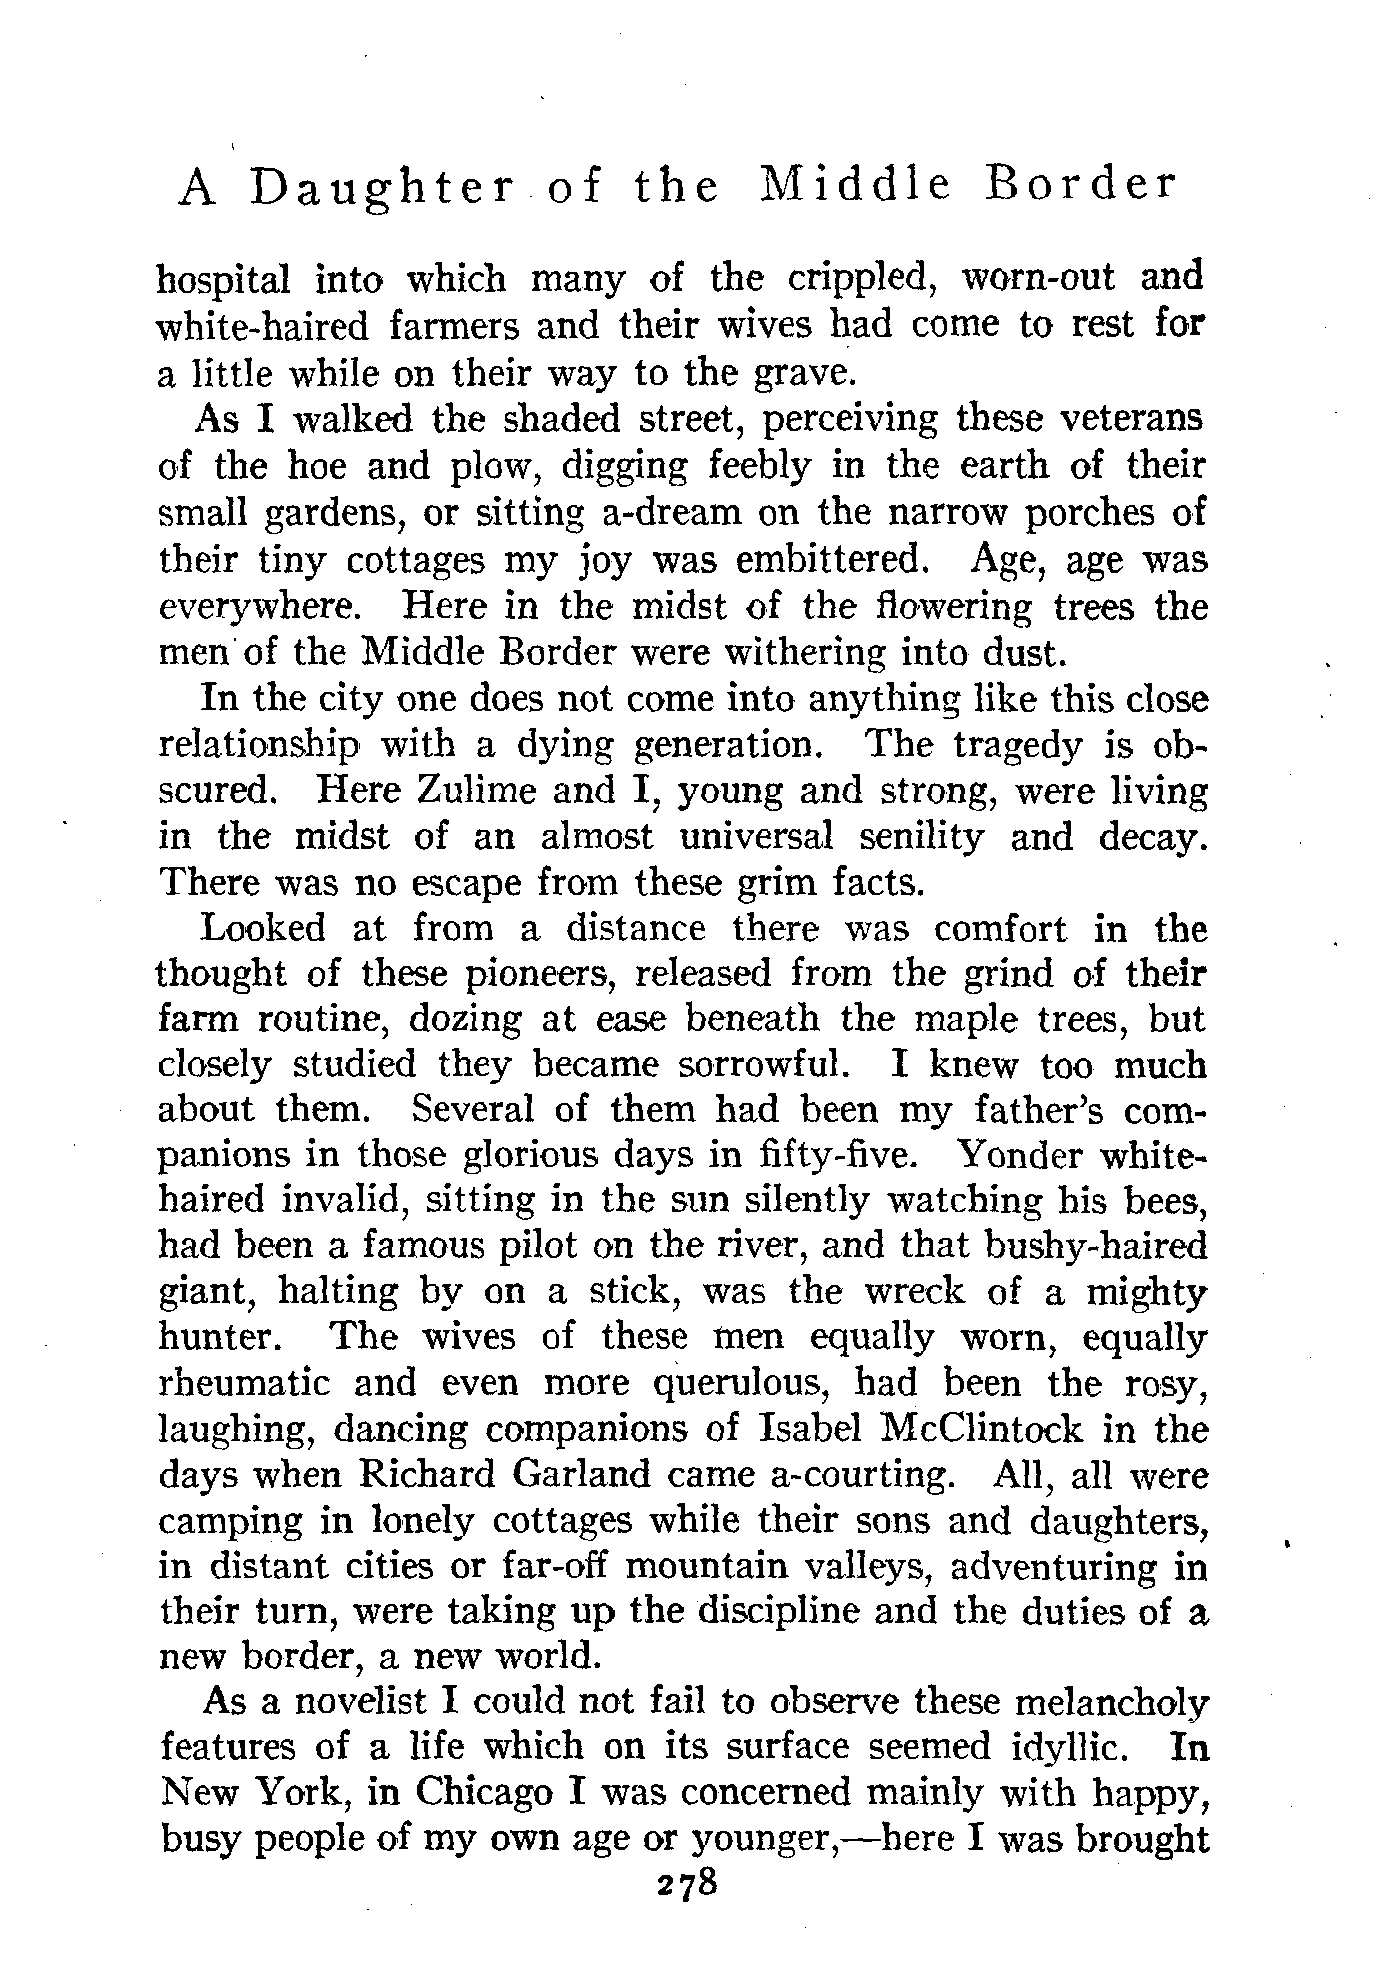 A Daughter of the Middle Border
hospital into which many of the crippled, worn-out and
white-haired farmers and their wives had come to rest for
a little while on their way to the grave.
As I walked the shaded street, perceiving these veterans
of the hoe and plow, digging feebly in the earth of their
small gardens, or sitting a-dream on the narrow porches of
their tiny cottages my joy was embittered. Age, age was
everywhere. Here in the midst of the flowering trees the
men of the Middle Border were withering into dust.
In the city one does not come into anything like this close
relationship with a dying generation. The tragedy is ob-
scured. Here Zulime and I, young and strong, were living
in the midst of an almost universal senility and decay.
There was no escape from these grim facts.
Looked at from a distance there was comfort in the
thought of these pioneers, released from the grind of their
farm routine, dozing at ease beneath the maple trees, but
closely studied they became sorrowful. I knew too much
about them. Several of them had been my father's com-
panions in those glorious days in fifty-five. Yonder white-
haired invalid, sitting in the sun silently watching his bees,
had been a famous pilot on the river, and that bushy-haired
giant, halting by on a stick, was the wreck of a mighty
hunter. The wives of these men equally worn, equally
rheumatic and even more querulous, had been the rosy,
laughing, dancing companions of Isabel McClintock in the
days when Richard Garland came a-courting. All, all were
camping in lonely cottages while their sons and daughters,
in distant cities or far-off mountain valleys, adventuring in
their turn, were taking up the discipline and the duties of a
new border, a new world.
As a novelist I could not fail to observe these melancholy
features of a life which on its surface seemed idyllic. In
New York, in Chicago I was concerned mainly with happy,
busy people of my own age or younger,—here I was brought
278